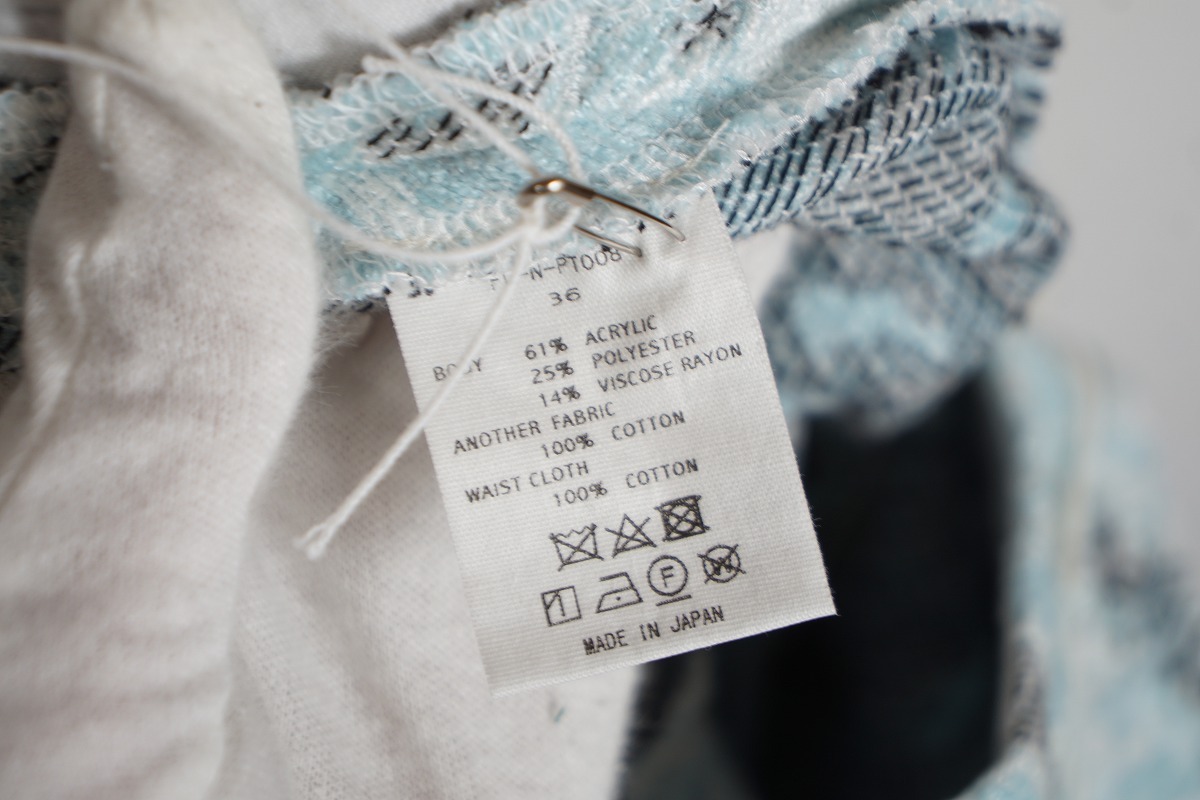 N-PT008
36
BODY 61% ACRYLIC
25% POLYESTER
14% VISCOSE RAYON
ANOTHER FABRIC
100% COTTON
WAIST CLOTH
100% COTTON
F W
MADE IN JAPAN